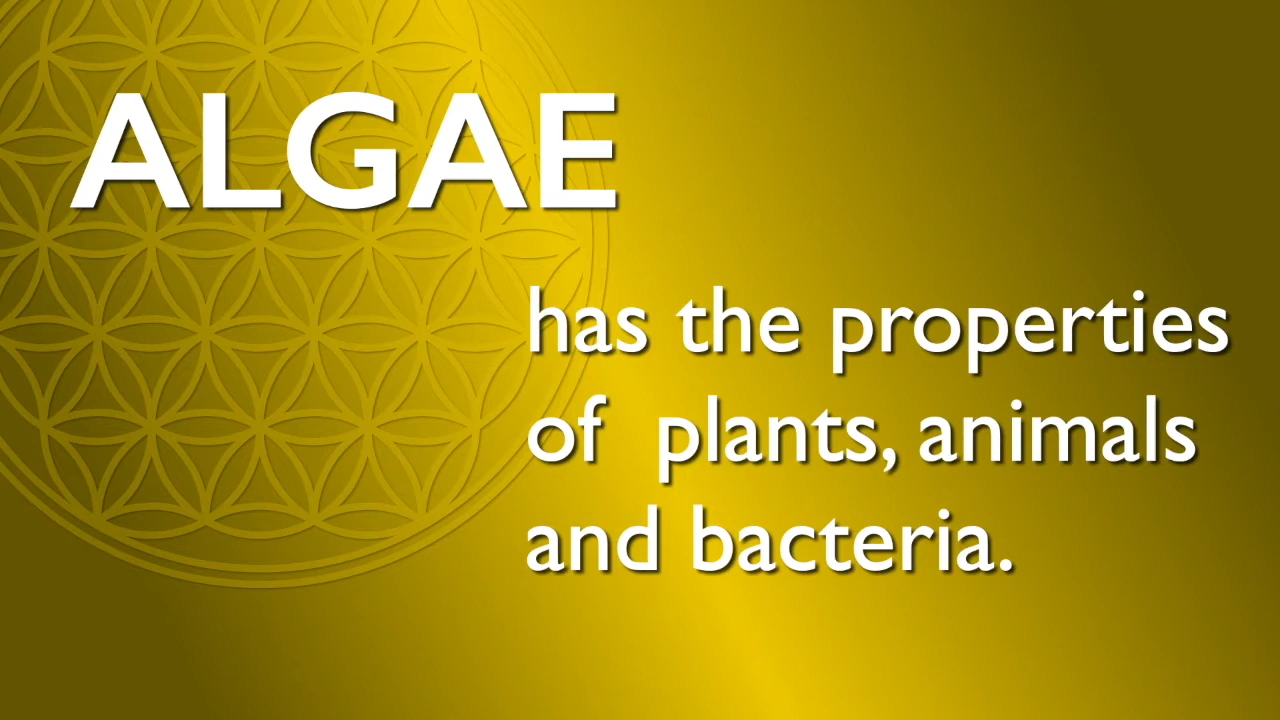 ALGAE
has the properties
of plants, animals
and bacteria.